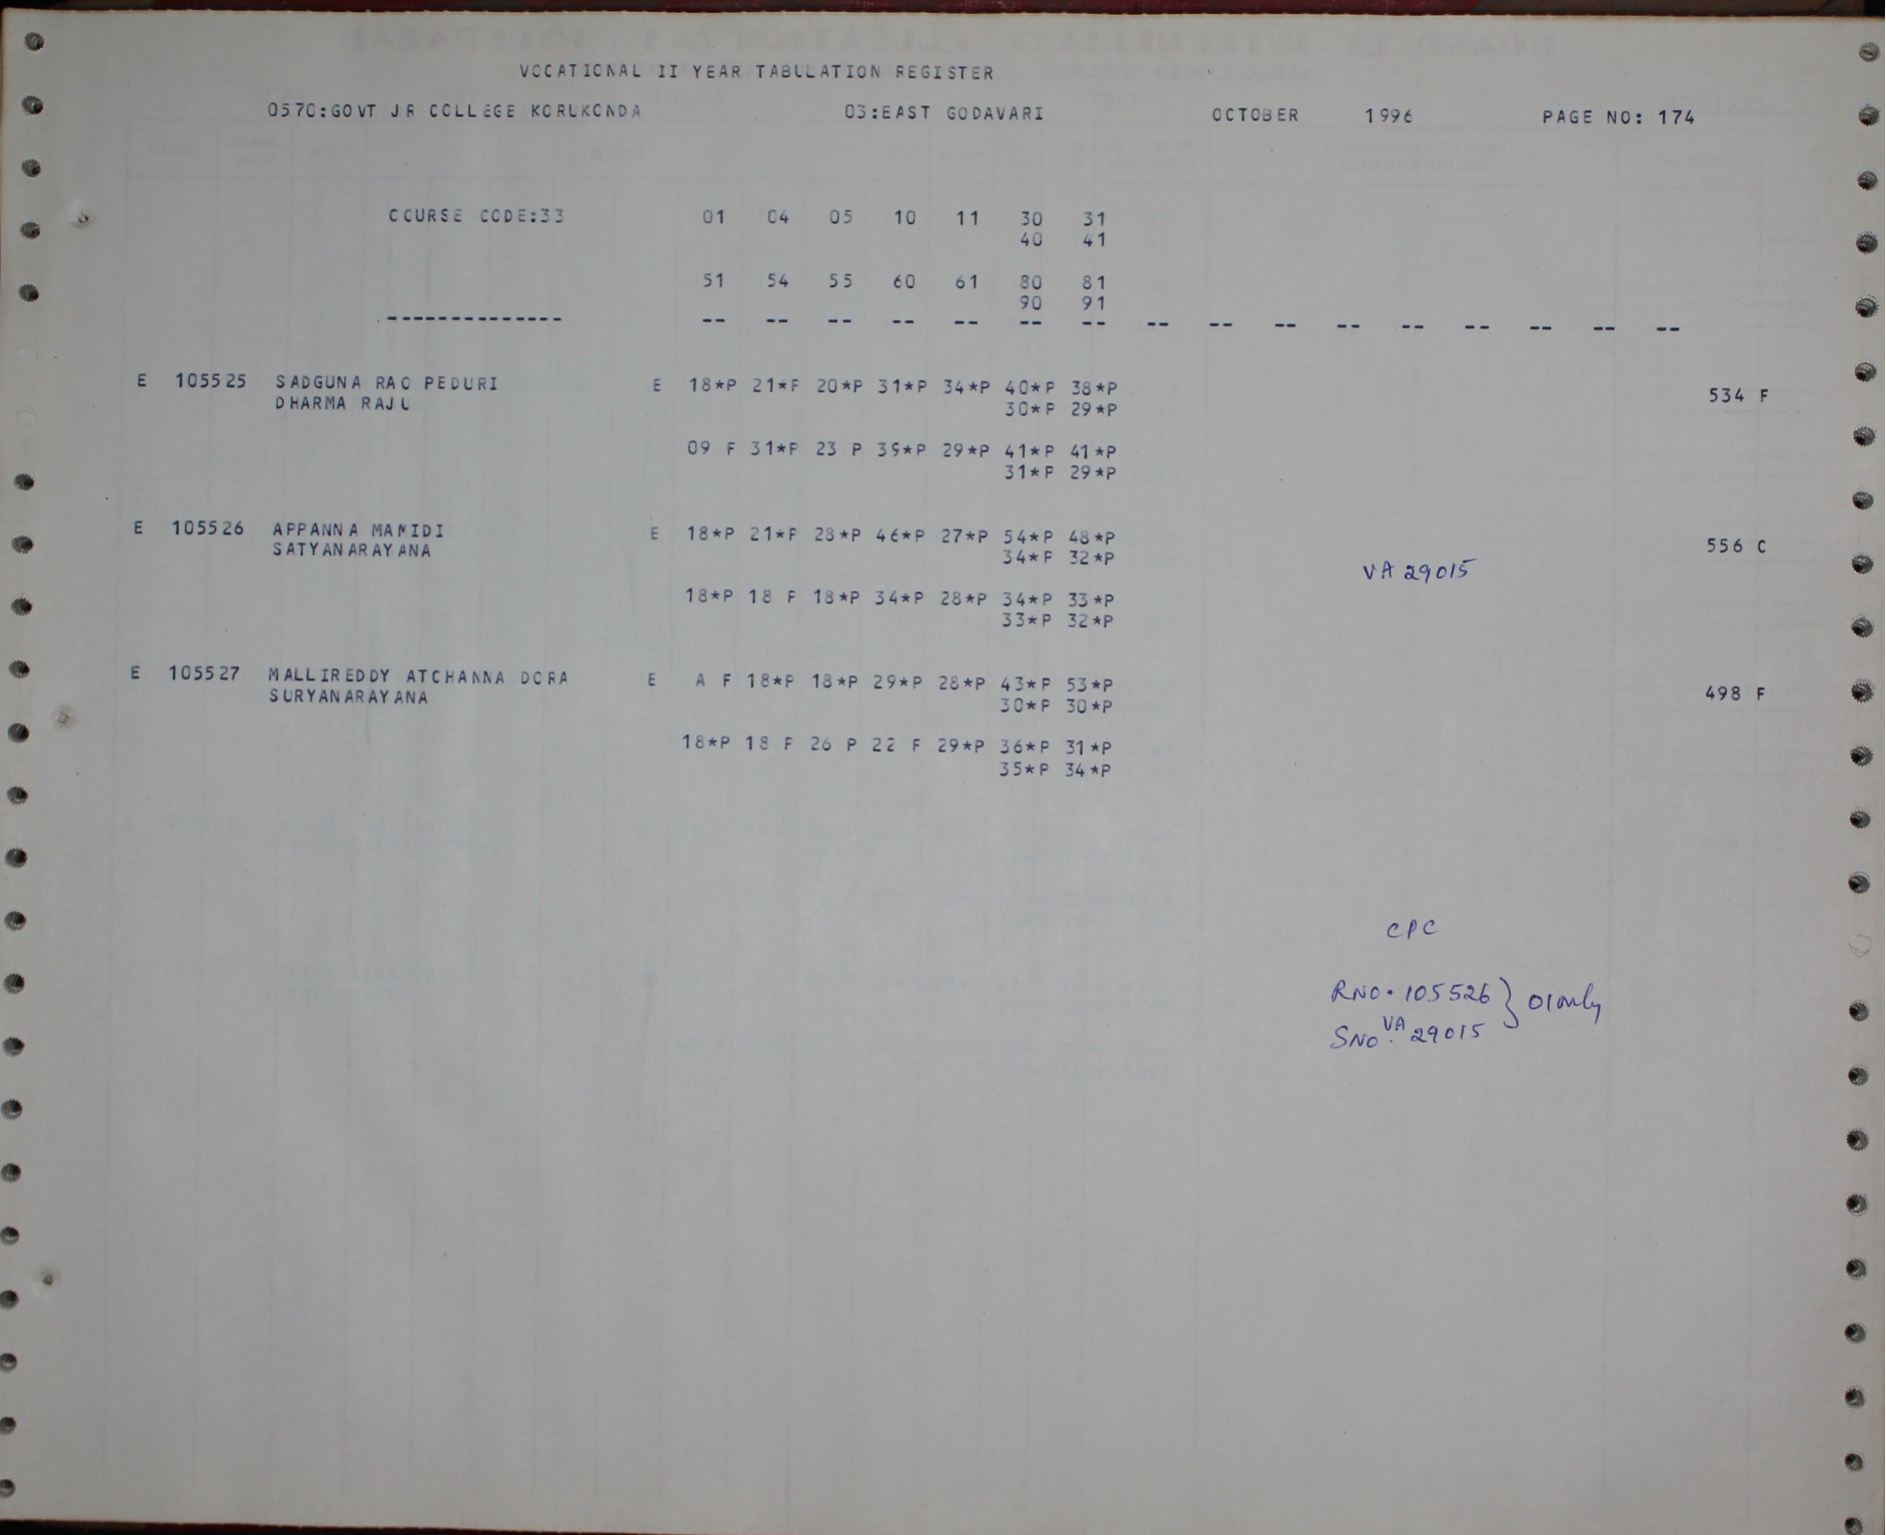 VOCATIONAL II YEAR TABULATION REGISTER
0570:GOVT JR COLLEGE KORUKONDA 03:EAST GODAVARI OCTOBER 1996 PAGE NO: 174
COURSE CODE:33 01 04 05 10 11 30 31
40 41
51 54 55 60 61 80 81
90 91
-------------- -- -- -- -- -- -- -- -- -- -- -- -- -- -- -- --
E 105525 SADGUNA RAO PEDURI E 18*P 21*P 20*P 31*P 34*P 40*P 38*P 534 F
DHARMA RAJU 30*P 29*P
09 F 31*P 23 P 39*P 29*P 41*P 41*P
31*P 29*P
E 105526 APPANNA MAMIDI E 18*P 21*P 28*P 46*P 27*P 54*P 48*P 556 C
SATYANARAYANA 34*P 32*P
VA 29015
18*P 18 P 18*P 34*P 28*P 34*P 33*P
33*P 32*P
E 105527 MALLIREDDY ATCHANNA DORA E A F 18*P 18*P 29*P 28*P 43*P 53*P 498 F
SURYANARAYANA 30*P 30*P
18*P 18 P 26 P 22 F 29*P 36*P 31*P
35*P 34*P
CPC
RNO. 105526 } 01 only
SNO. VA 29015